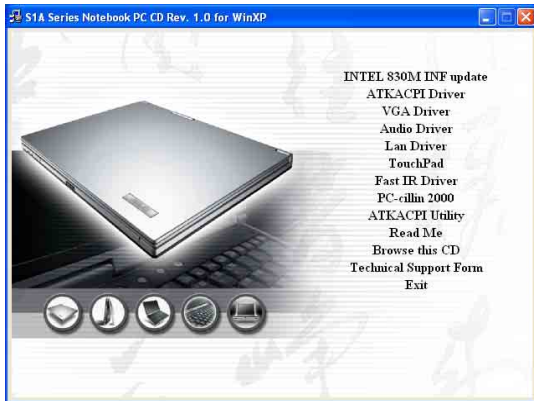 S1A Series Notebook PC CD Rev. 1.0 for WinXP
INTEL 830M INF update
ATKACPI Driver
VGA Driver
Audio Driver
Lan Driver
TouchPad
Fast IR Driver
PC-cillin 2000
ATKACPI Utility
Read Me
Browse this CD
Technical Support Form
Exit